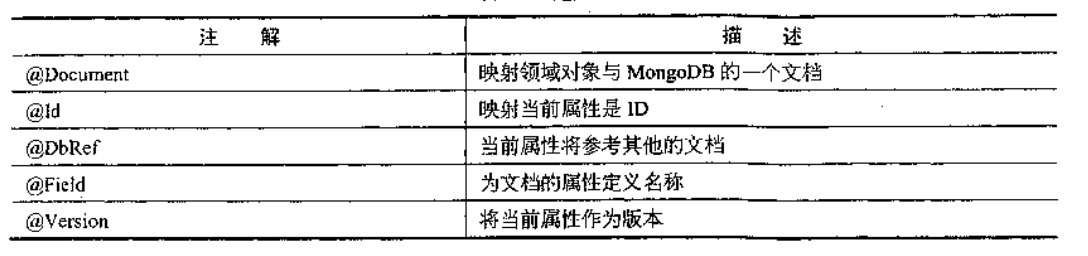 注 解 描 述
@Document 映射领域对象与 MongoDB 的一个文档
@Id 映射当前属性是 ID
@DbRef 当前属性将参考其他的文档
@Field 为文档的属性定义名称
@Version 将当前属性作为版本